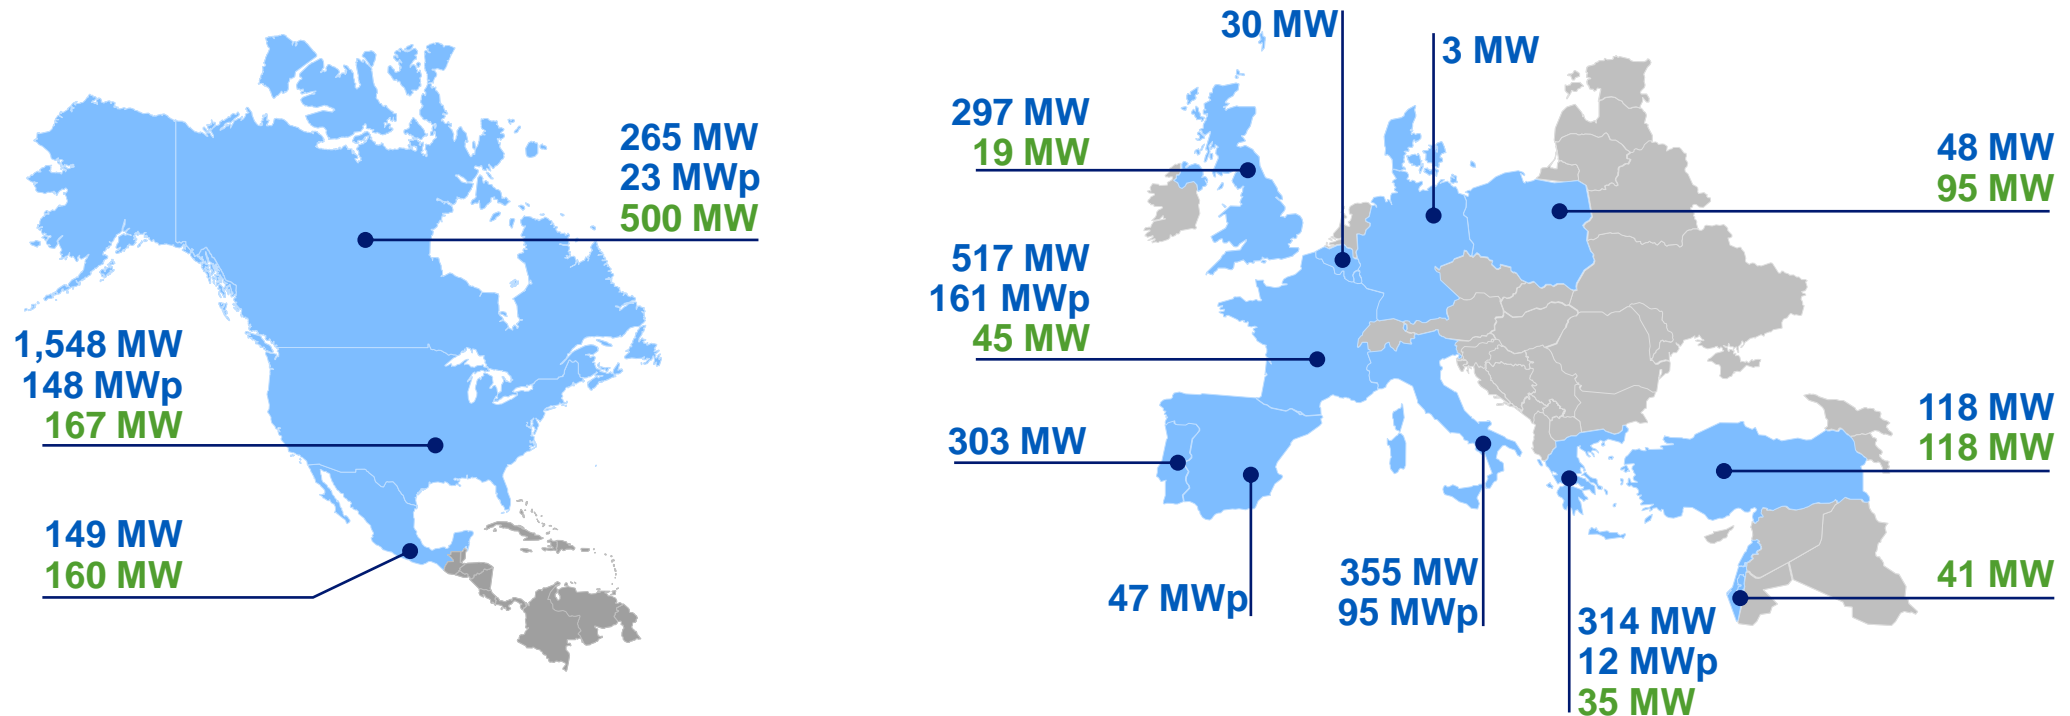 265 MW
23 MWp
500 MW
1,548 MW
148 MWp
167 MW
149 MW
160 MW
30 MW
3 MW
297 MW
19 MW
48 MW
95 MW
517 MW
161 MWp
45 MW
303 MW
118 MW
118 MW
47 MWp
355 MW
95 MWp
41 MW
314 MW
12 MWp
35 MW